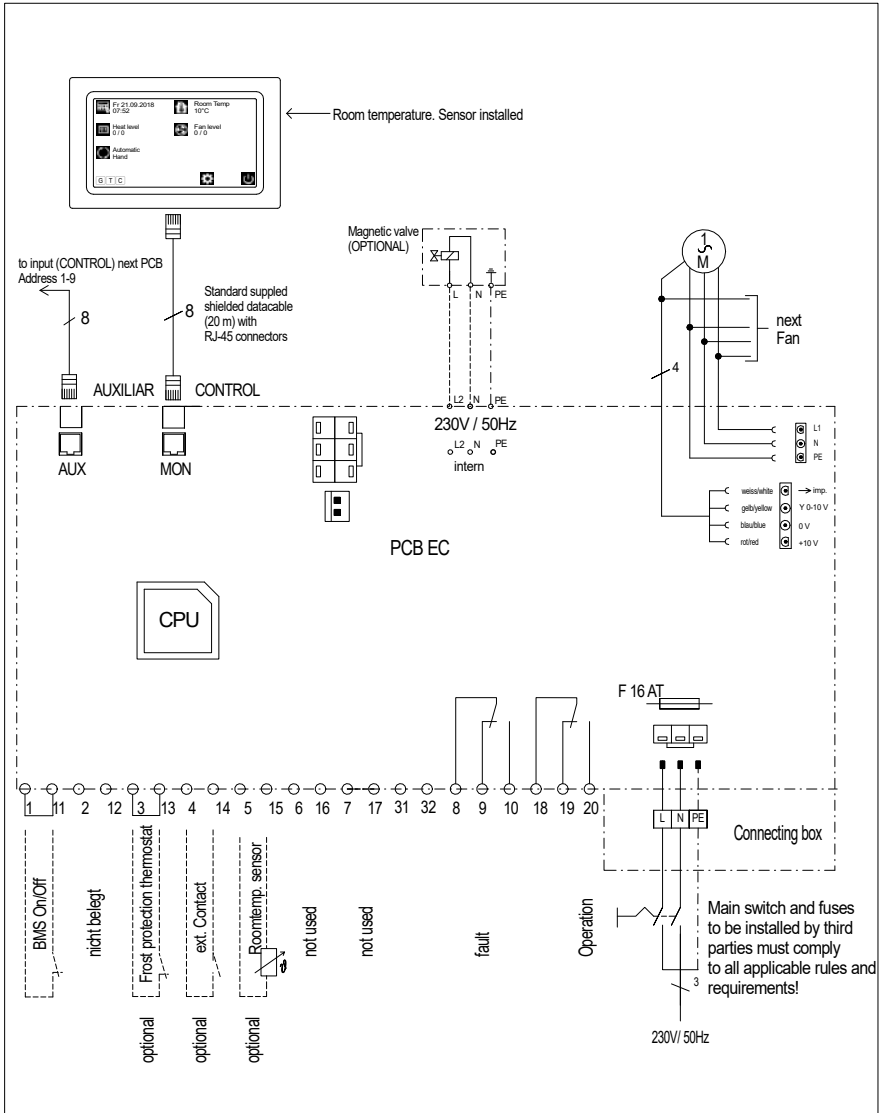 Fr 21.09.2018
07:52
Room Temp
10°C
Heat level
0 / 0
Fan level
0 / 0
Automatic
Hand
G T C
Room temperature. Sensor installed
Magnetic valve
(OPTIONAL)
L N PE
1
M
to input (CONTROL) next PCB
Address 1-9
8
8
Standard suppled
shielded datacable
(20 m) with
RJ-45 connectors
next
Fan
4
AUXILIAR
CONTROL
L2 N PE
230V / 50Hz
L2 N PE
intern
AUX
MON
L1
N
PE
weiss/white
imp.
gelb/yellow
Y 0-10 V
blau/blue
0 V
rot/red
+10 V
PCB EC
CPU
F 16 AT
1 11 2 12 3 13 4 14 5 15 6 16 7 17 31 32 8 9 10 18 19 20
L N PE
Connecting box
BMS On/Off
nicht belegt
Frost protection thermostat
ext. Contact
Roomtemp. sensor
not used
not used
fault
Operation
optional
optional
optional
Main switch and fuses
to be installed by third
parties must comply
to all applicable rules and
requirements!
3
230V/ 50Hz